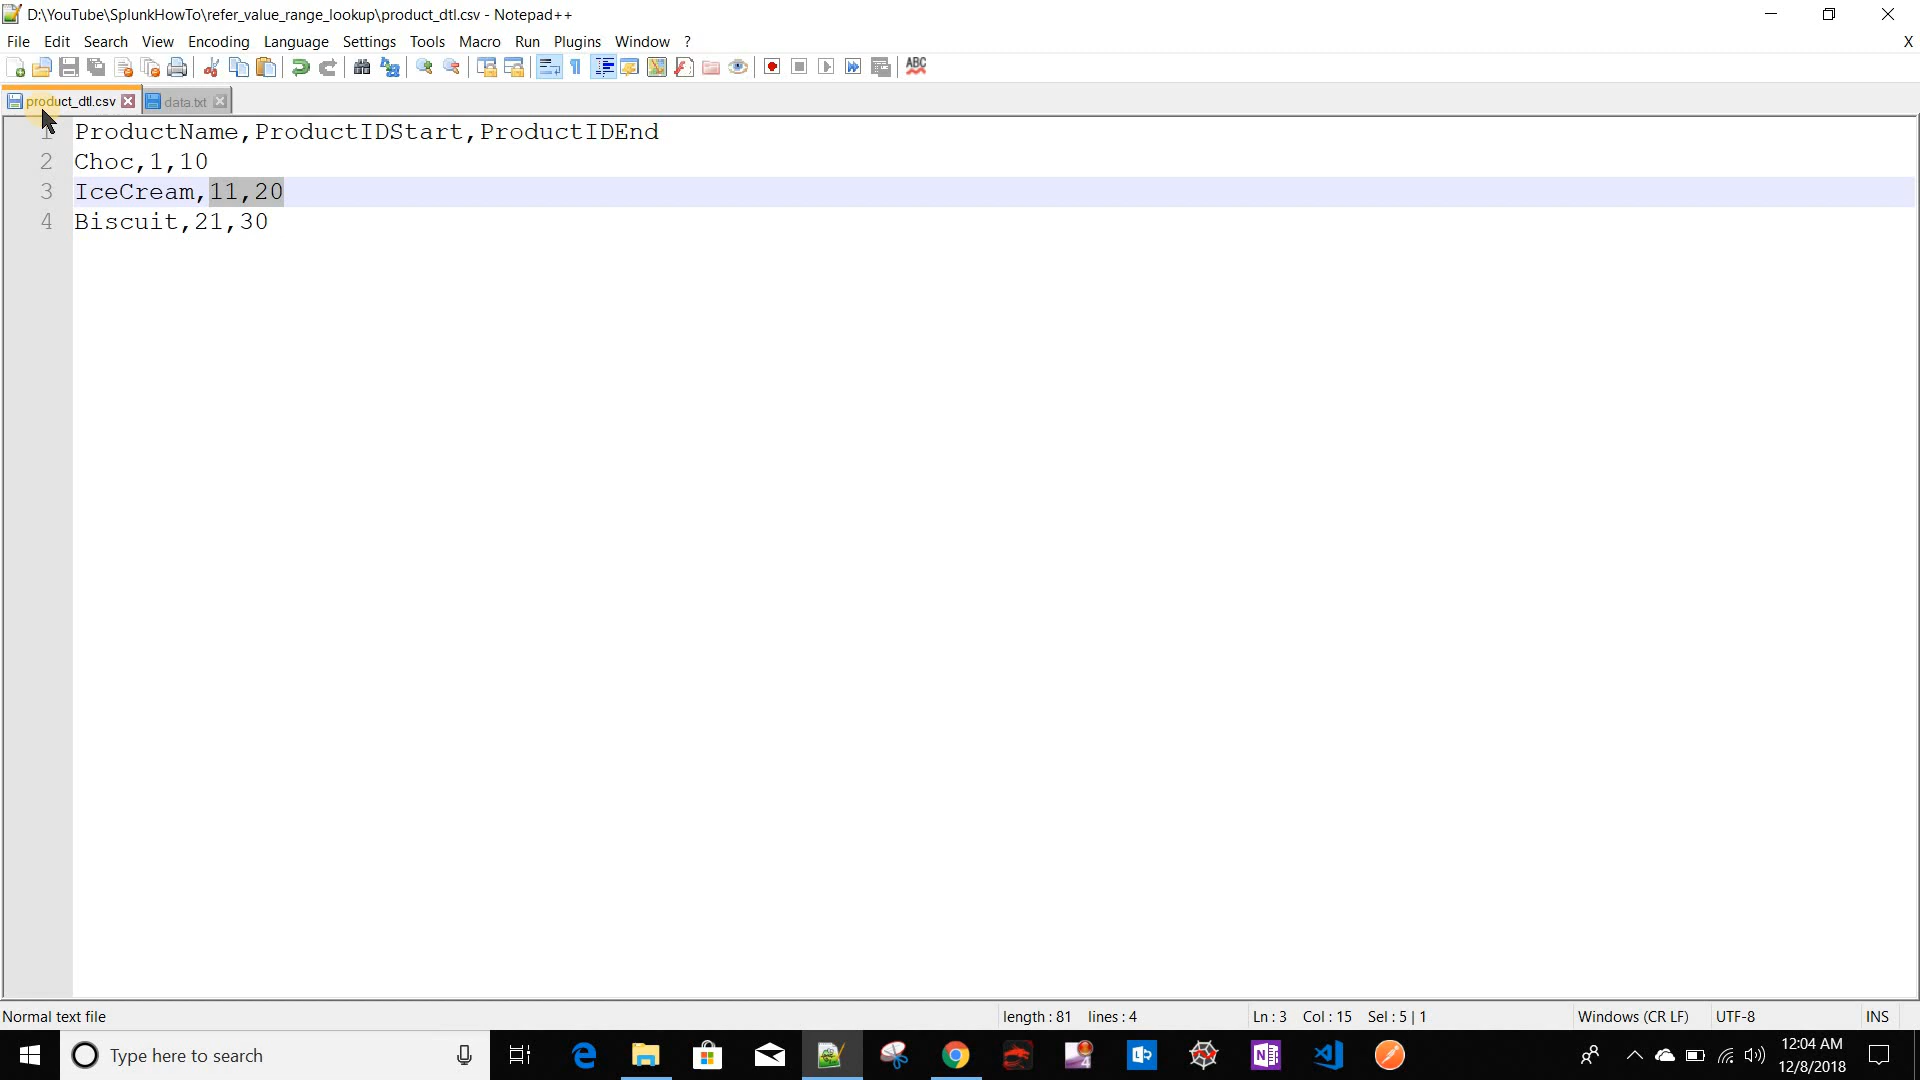 D:\YouTube\SplunkHowTo\refer_value_range_lookup\product_dtl.csv - Notepad++
File Edit Search View Encoding Language Settings Tools Macro Run Plugins Window ? X
ABC
product_dtl.csv data.txt
1 ProductName,ProductIDStart,ProductIDEnd
2 Choc,1,10
3 IceCream,11,20
4 Biscuit,21,30
Normal text file length : 81 lines : 4 Ln : 3 Col : 15 Sel : 5 | 1 Windows (CR LF) UTF-8 INS
Type here to search
12:04 AM
12/8/2018